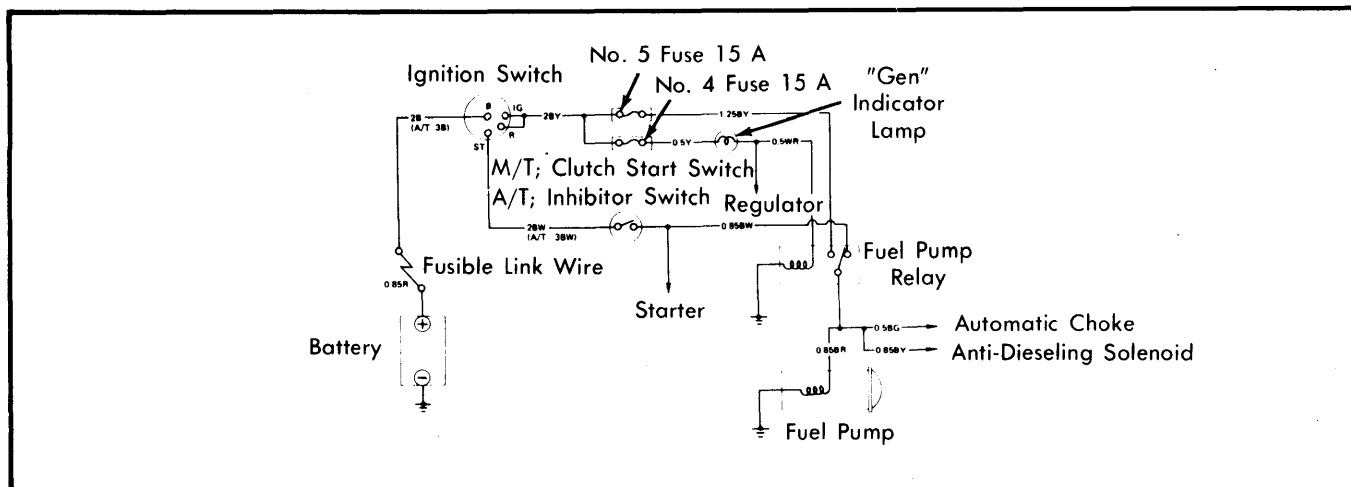 No. 5 Fuse 15 A
Ignition Switch
No. 4 Fuse 15 A
"Gen"
Indicator
Lamp
2B
(A/T 3B)
B
IG
R
ST
2BY
1.25BY
0.5Y
0.5WR
M/T; Clutch Start Switch
A/T; Inhibitor Switch
Regulator
2BW
(A/T 3BW)
0.85BW
Fusible Link Wire
0.85R
Starter
Fuel Pump
Relay
Battery
+
−
0.5BG
Automatic Choke
0.85BR
0.85BY
Anti-Dieseling Solenoid
Fuel Pump